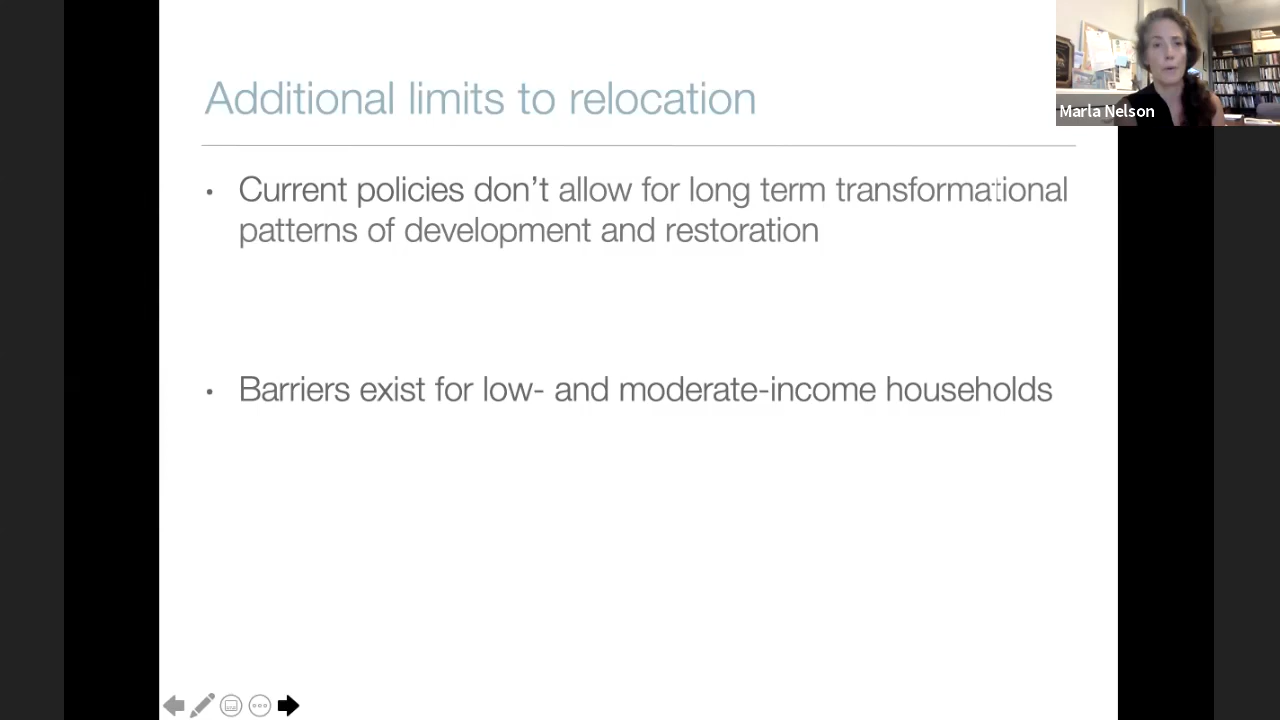 Additional limits to relocation
• Current policies don't allow for long term transformational
patterns of development and restoration
• Barriers exist for low- and moderate-income households
Marla Nelson